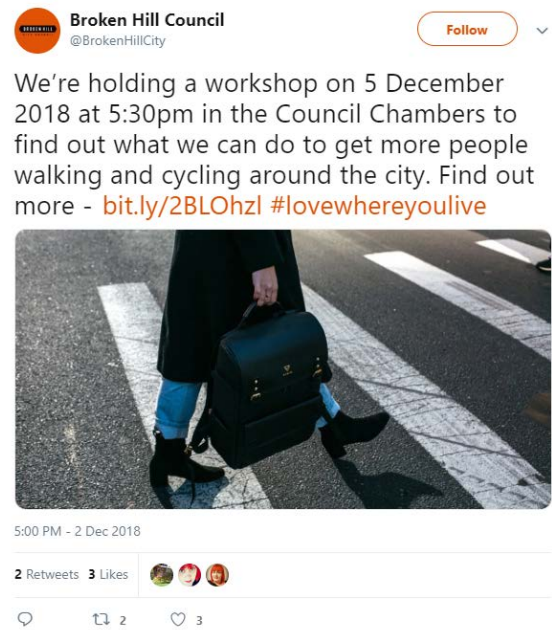 Broken Hill Council
@BrokenHillCity
Follow
We're holding a workshop on 5 December
2018 at 5:30pm in the Council Chambers to
find out what we can do to get more people
walking and cycling around the city. Find out
more - bit.ly/2BLOhzl #lovewhereyoulive
5:00 PM - 2 Dec 2018
2 Retweets 3 Likes
2 3